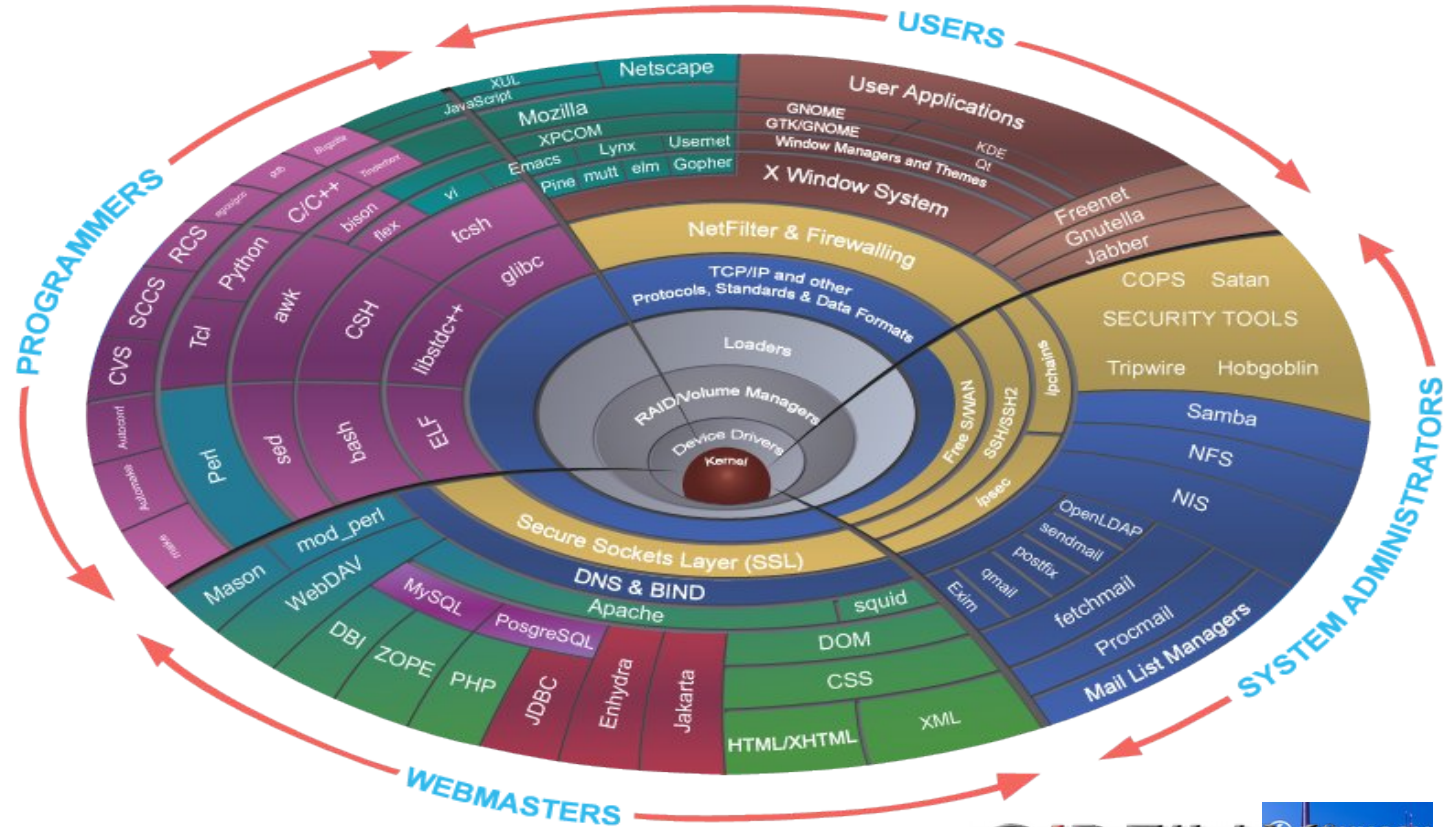 USERS
PROGRAMMERS
SYSTEM ADMINISTRATORS
WEBMASTERS
XUL
Netscape
JavaScript
Mozilla
XPCOM
Emacs
Lynx
Usernet
vi
Pine
mutt
elm
Gopher
User Applications
GNOME
KDE
GTK/GNOME
Qt
Window Managers and Themes
X Window System
Freenet
Gnutella
Jabber
NetFilter & Firewalling
TCP/IP and other
Protocols, Standards & Data Formats
Loaders
RAID/Volume Managers
Device Drivers
Kernel
Free S/WAN
SSH/SSH2
ipchains
ipsec
COPS Satan
SECURITY TOOLS
Tripwire Hobgoblin
Samba
NFS
NIS
OpenLDAP
sendmail
postfix
qmail
Exim
fetchmail
Procmail
Mail List Managers
Secure Sockets Layer (SSL)
DNS & BIND
Apache
squid
DOM
CSS
HTML/XHTML
XML
Mason
mod_perl
WebDAV
MySQL
PosgreSQL
DBI
ZOPE
PHP
JDBC
Enhydra
Jakarta
Tinderbox
gdb
RCS
SCCS
CVS
Autoconf
Automake
make
C/C++
Python
Tcl
Perl
bison
flex
awk
sed
tcsh
CSH
bash
glibc
libstdc++
ELF